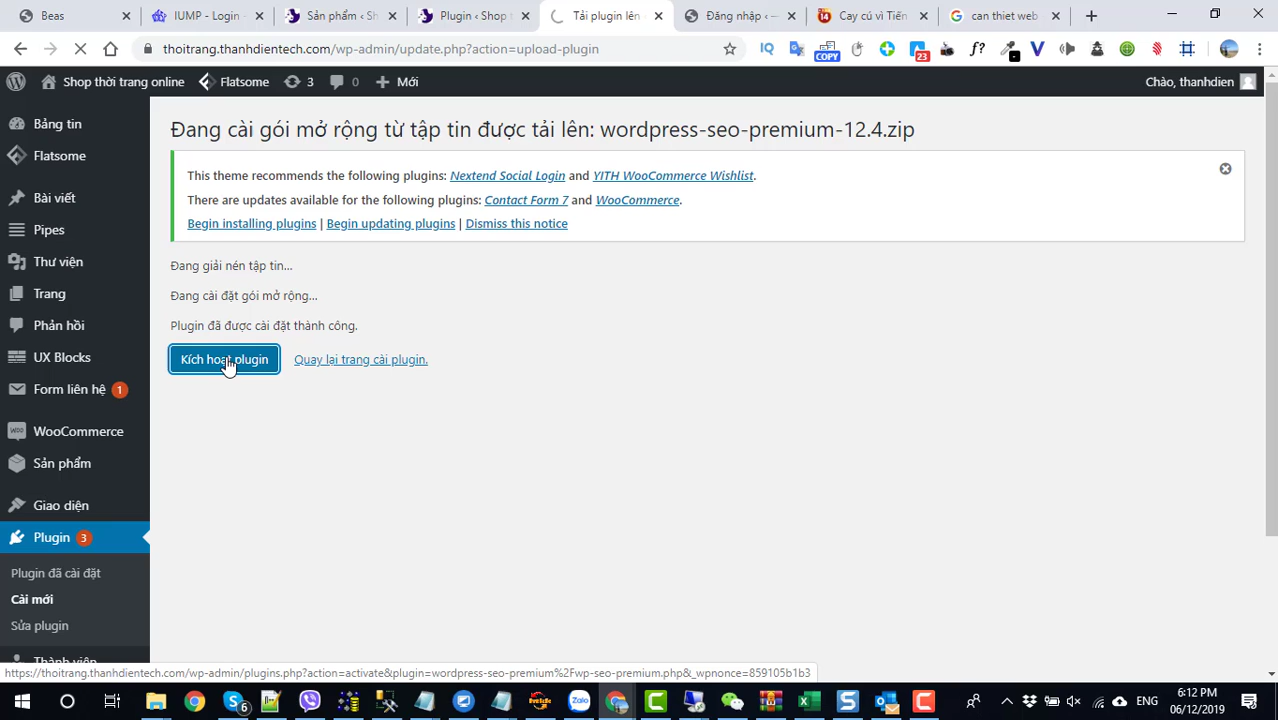 Beas
IUMP - Login
Sản phẩm ‹ Sh
Plugin ‹ Shop t
Tải plugin lên
Đăng nhập ‹
Cay cú vì Tiến
can thiet web
thoitrang.thanhdientech.com/wp-admin/update.php?action=upload-plugin
COPY
23
f?
Shop thời trang online
Flatsome
3
0
Mới
Chào, thanhdien
Bảng tin
Flatsome
Bài viết
Pipes
Thư viện
Trang
Phản hồi
UX Blocks
Form liên hệ 1
WooCommerce
Sản phẩm
Giao diện
Plugin 3
Plugin đã cài đặt
Cài mới
Sửa plugin
Thành viên
Đang cài gói mở rộng từ tập tin được tải lên: wordpress-seo-premium-12.4.zip
This theme recommends the following plugins: Nextend Social Login and YITH WooCommerce Wishlist.
There are updates available for the following plugins: Contact Form 7 and WooCommerce.
Begin installing plugins | Begin updating plugins | Dismiss this notice
Đang giải nén tập tin...
Đang cài đặt gói mở rộng...
Plugin đã được cài đặt thành công.
Kích hoạt plugin
Quay lại trang cài plugin.
https://thoitrang.thanhdientech.com/wp-admin/plugins.php?action=activate&plugin=wordpress-seo-premium%2Fwp-seo-premium.php&_wpnonce=859105b1b3
6
Zalo
ENG
6:12 PM
06/12/2019